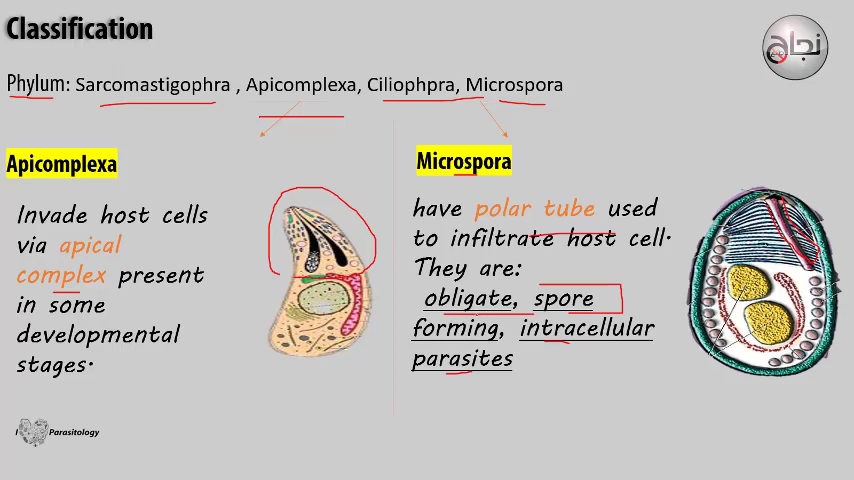 Classification
نجاح
Phylum: Sarcomastigophra , Apicomplexa, Ciliophpra, Microspora
Apicomplexa
Invade host cells
via apical
complex present
in some
developmental
stages.
Microspora
have polar tube used
to infiltrate host cell.
They are:
obligate, spore
forming, intracellular
parasites
I Parasitology